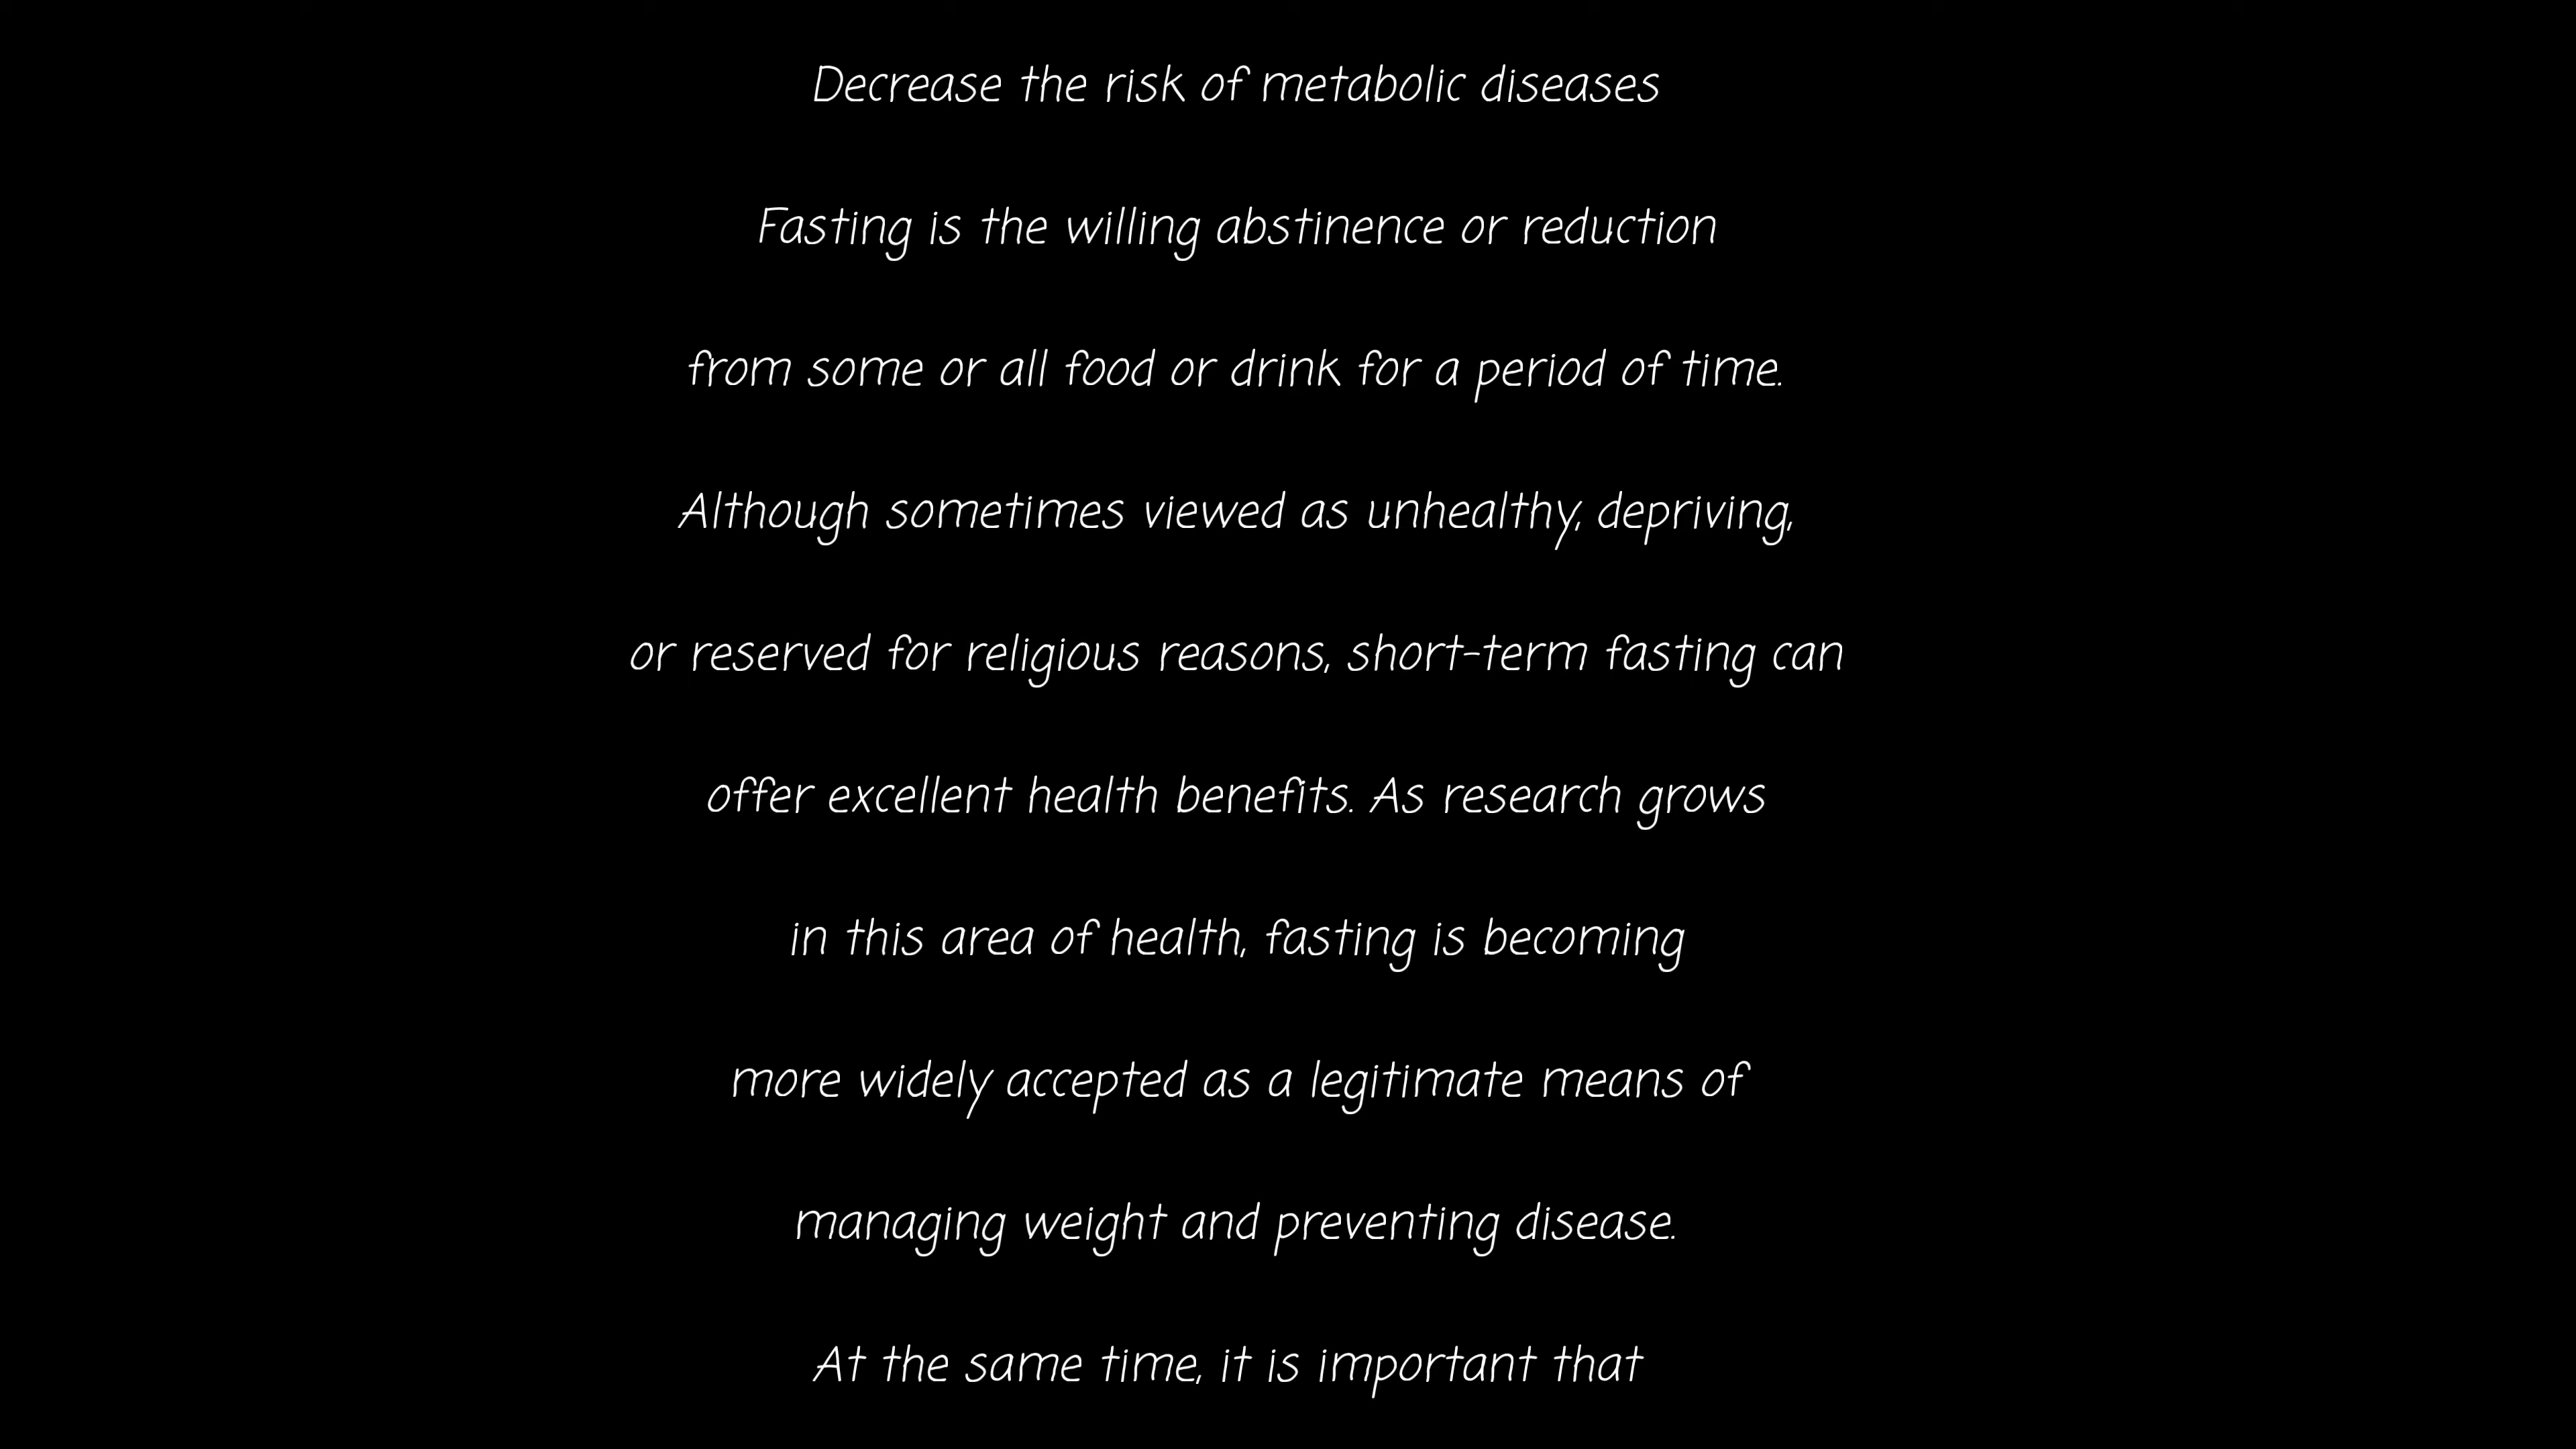 Decrease the risk of metabolic diseases
Fasting is the willing abstinence or reduction
from some or all food or drink for a period of time.
Although sometimes viewed as unhealthy, depriving,
or reserved for religious reasons, short-term fasting can
offer excellent health benefits. As research grows
in this area of health, fasting is becoming
more widely accepted as a legitimate means of
managing weight and preventing disease.
At the same time, it is important that